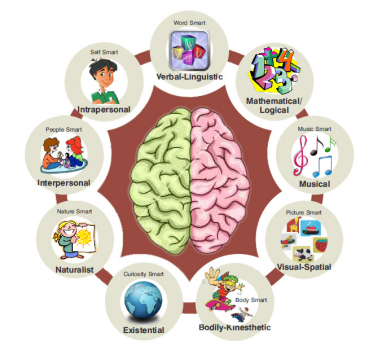 Word Smart
Verbal-Linguistic
Mathematical/
Logical
Music Smart
Musical
Picture Smart
Visual-Spatial
Body Smart
Bodily-Kinesthetic
Curiosity Smart
Existential
Nature Smart
Naturalist
People Smart
Interpersonal
Self Smart
Intrapersonal